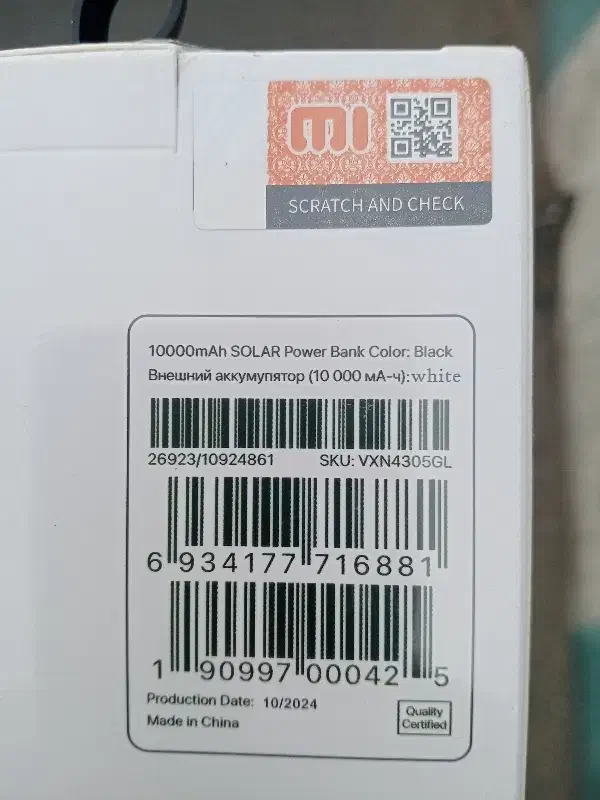 mi
SCRATCH AND CHECK
10000mAh SOLAR Power Bank Color: Black
Внешний аккумупятор (10 000 мА-ч):white
26923/10924861 SKU: VXN4305GL
6 934177 716881
1 90997 00042 5
Production Date: 10/2024
Made in China
Quality
Certified